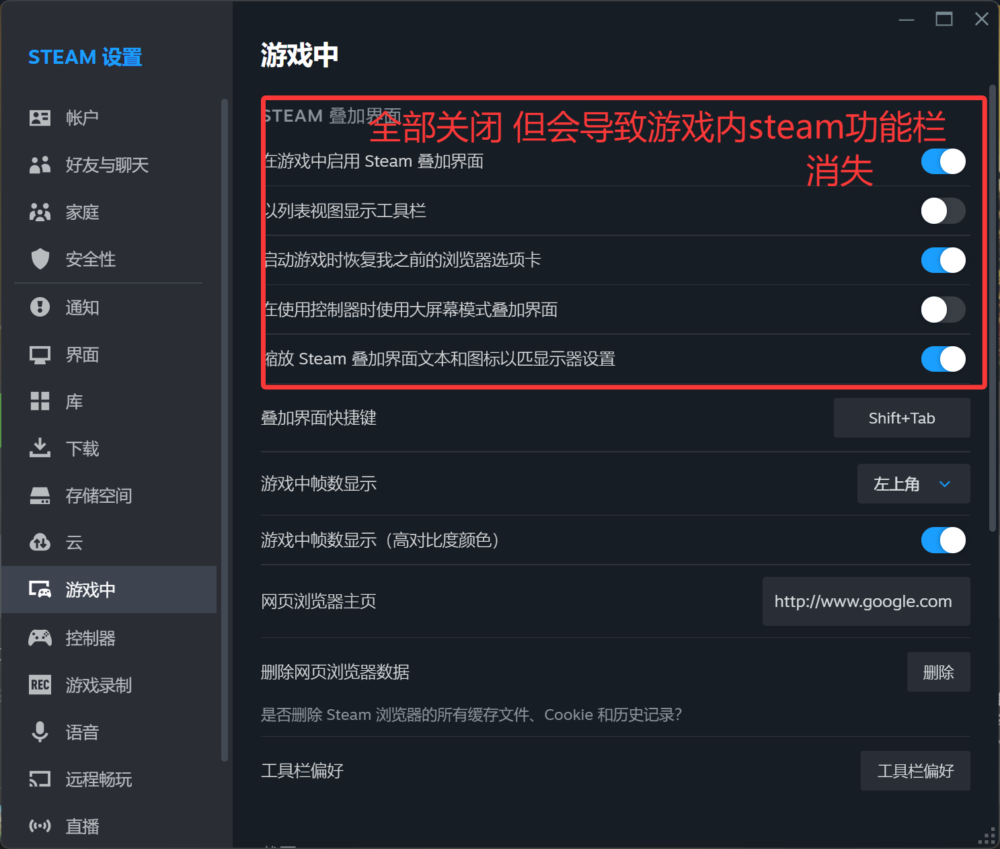 STEAM 设置
帐户
好友与聊天
家庭
安全性
通知
界面
库
下载
存储空间
云
游戏中
控制器
REC 游戏录制
语音
远程畅玩
直播
游戏中
STEAM 叠加界面
全部关闭 但会导致游戏内steam功能栏
消失
在游戏中启用 Steam 叠加界面
以列表视图显示工具栏
启动游戏时恢复我之前的浏览器选项卡
在使用控制器时使用大屏幕模式叠加界面
缩放 Steam 叠加界面文本和图标以匹显示器设置
叠加界面快捷键
Shift+Tab
游戏中帧数显示
左上角
游戏中帧数显示（高对比度颜色）
网页浏览器主页
http://www.google.com
删除网页浏览器数据
删除
是否删除 Steam 浏览器的所有缓存文件、Cookie 和历史记录？
工具栏偏好
工具栏偏好